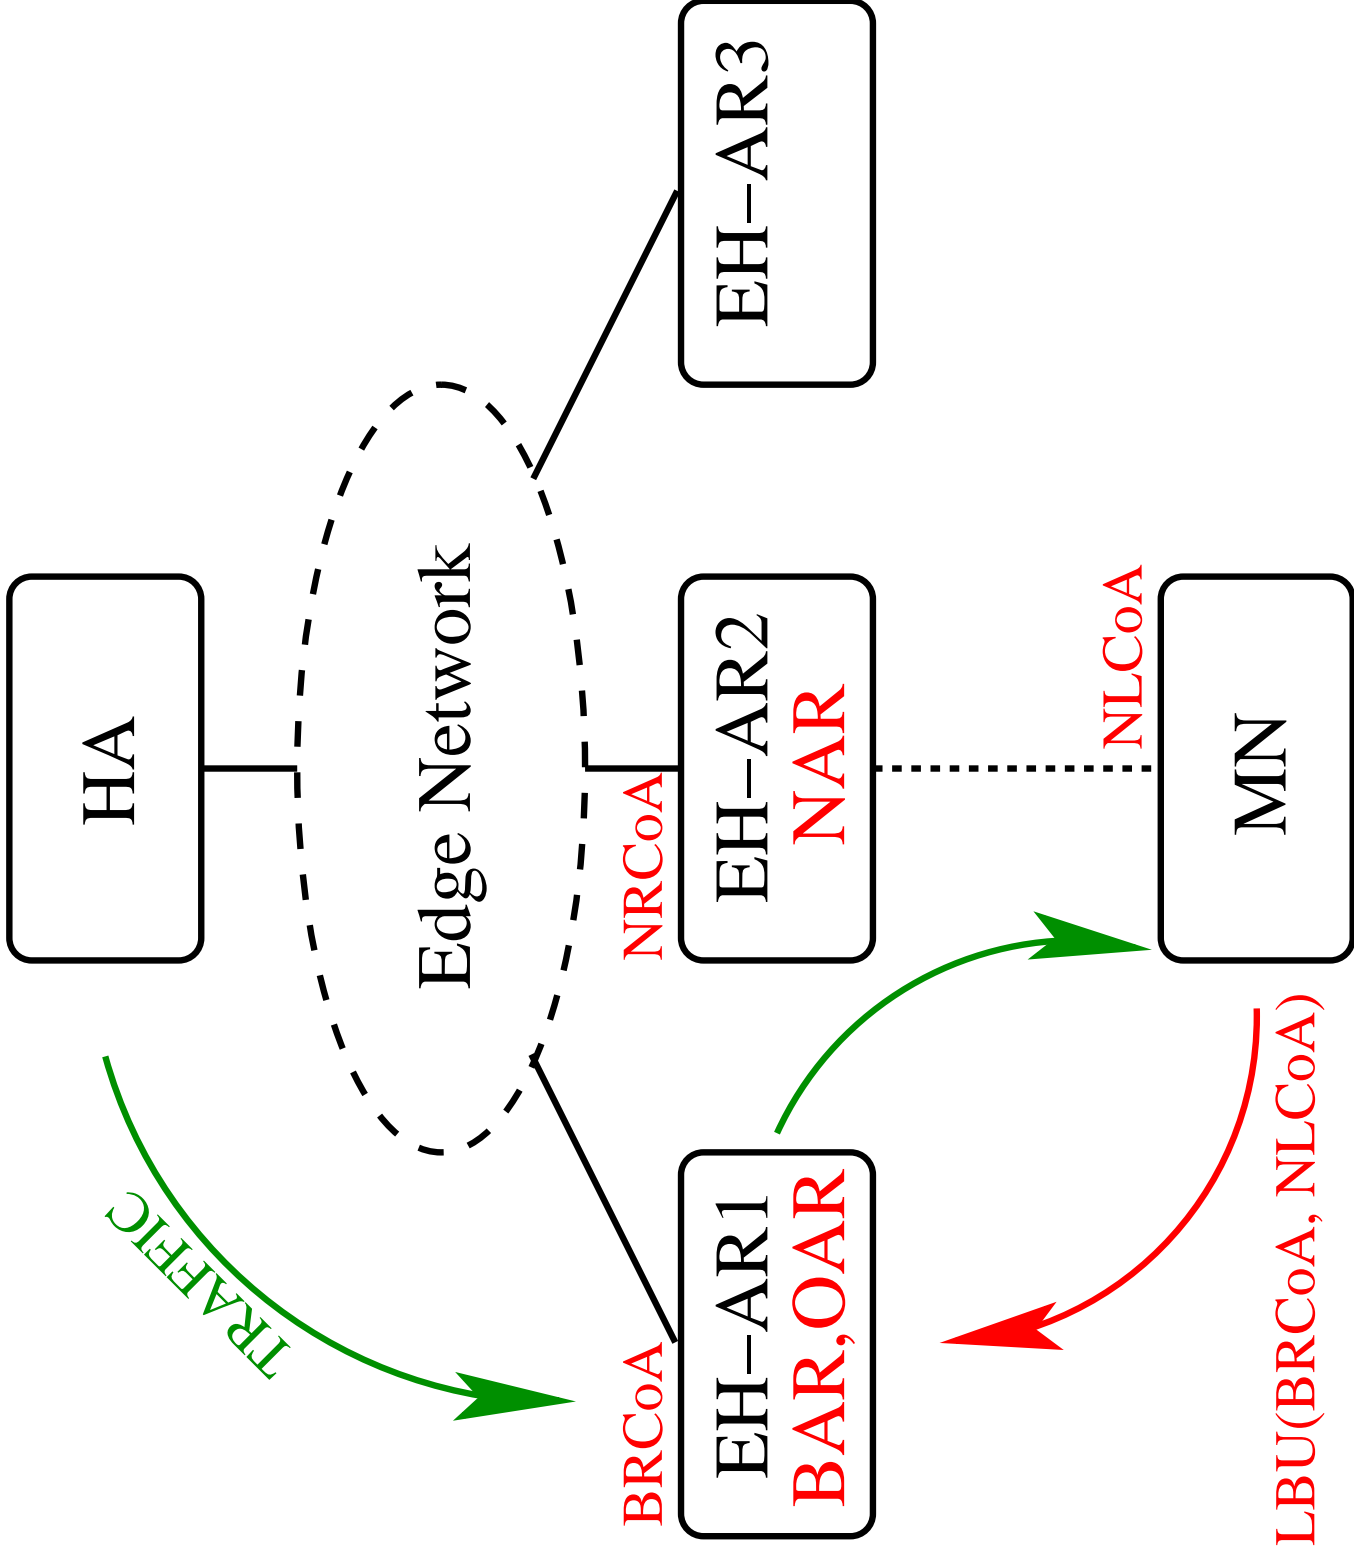 HA
TRAFFIC
Edge Network
BRCoA
NRCoA
EH–AR1
BAR,OAR
EH–AR2
NAR
EH–AR3
NLCoA
MN
LBU(BRCoA, NLCoA)